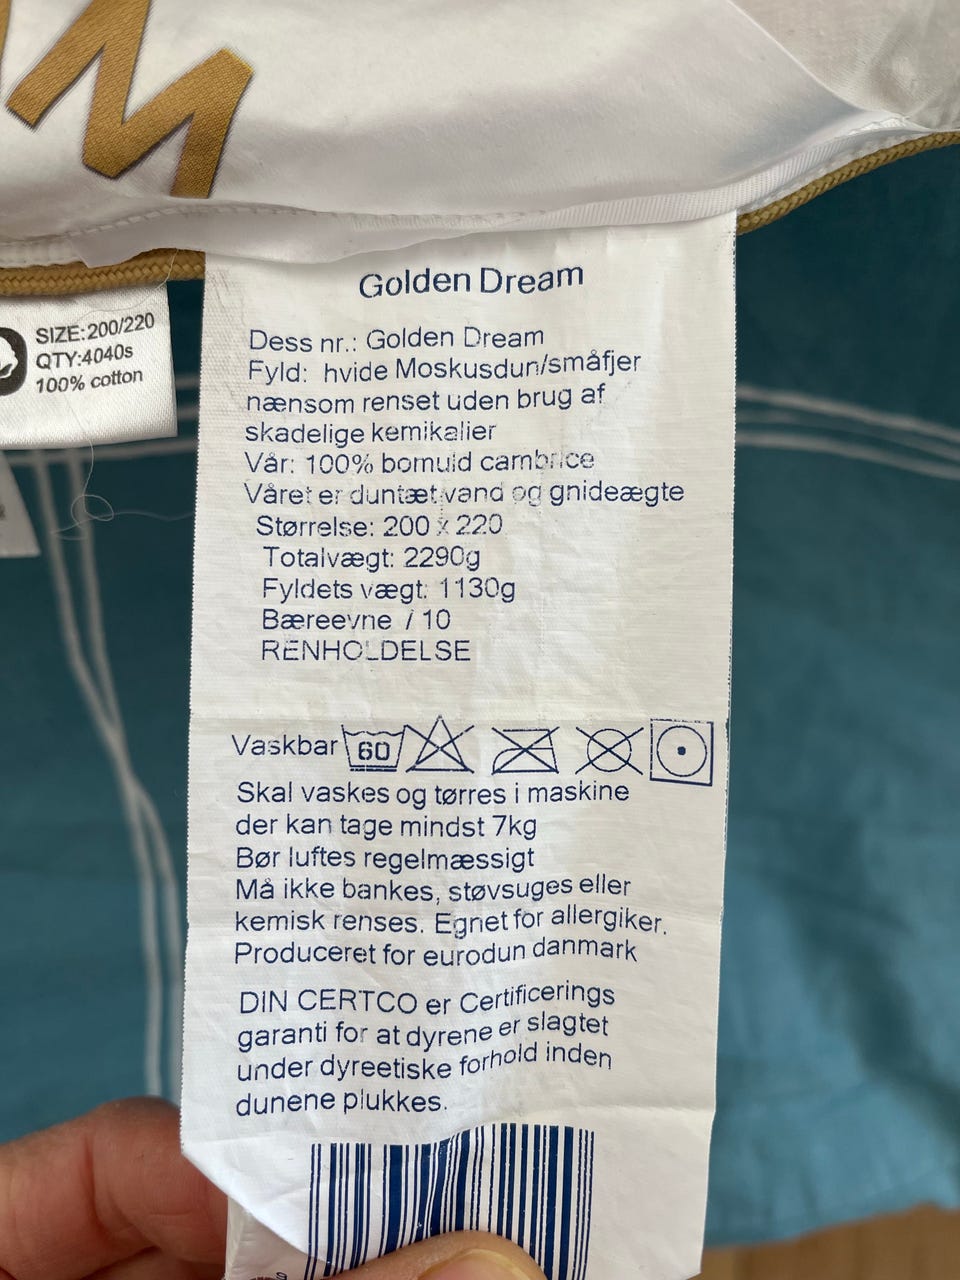 M
SIZE:200/220
QTY:4040s
100% cotton
Golden Dream
Dess nr.: Golden Dream
Fyld: hvide Moskusdun/småfjer
nænsom renset uden brug af
skadelige kemikalier
Vår: 100% bomuld cambrice
Våret er duntæt vand og gnideægte
Størrelse: 200 x 220
Totalvægt: 2290g
Fyldets vægt: 1130g
Bæreevne / 10
RENHOLDELSE
Vaskbar 60
Skal vaskes og tørres i maskine
der kan tage mindst 7kg
Bør luftes regelmæssigt
Må ikke bankes, støvsuges eller
kemisk renses. Egnet for allergiker.
Produceret for eurodun danmark
DIN CERTCO er Certificerings
garanti for at dyrene er slagtet
under dyreetiske forhold inden
dunene plukkes.